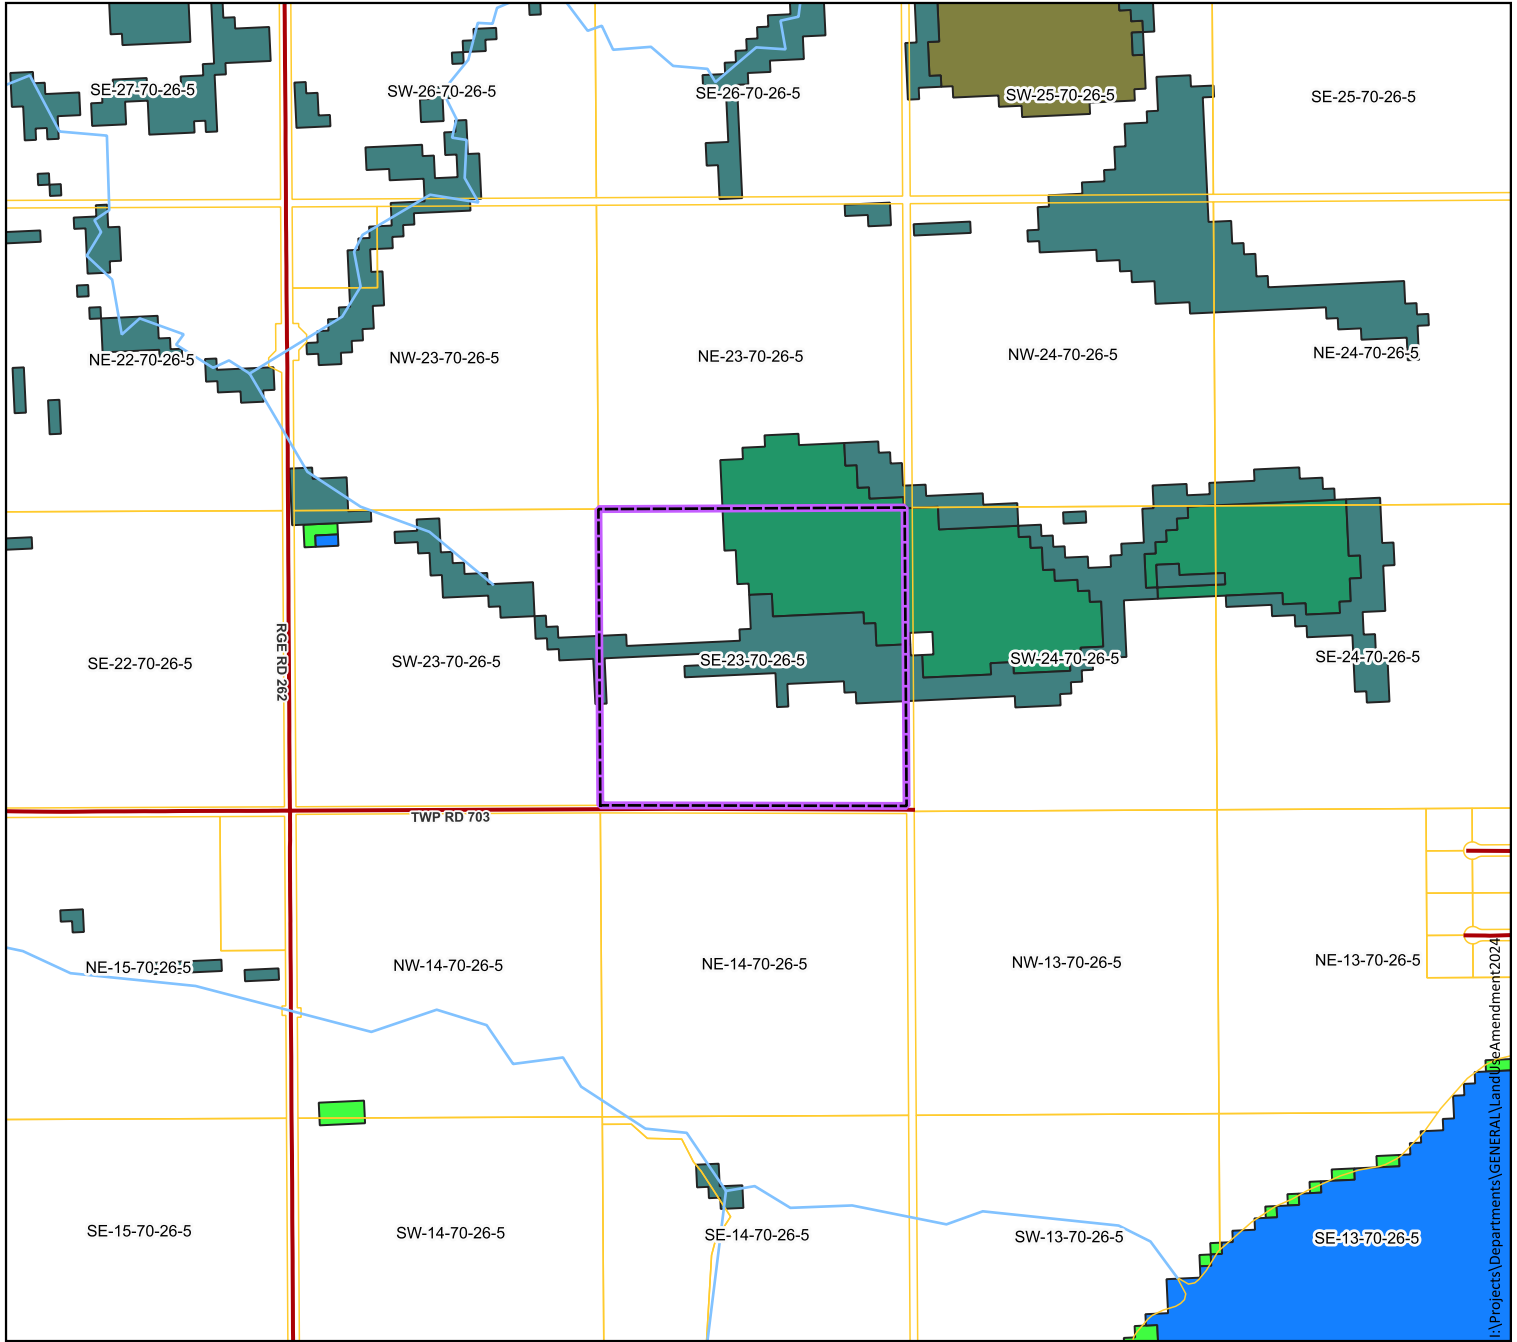 SE-27-70-26-5
SW-26-70-26-5
SE-26-70-26-5
SW-25-70-26-5
SE-25-70-26-5
NE-22-70-26-5
NW-23-70-26-5
NE-23-70-26-5
NW-24-70-26-5
NE-24-70-26-5
SE-22-70-26-5
RGE RD 262
SW-23-70-26-5
SE-23-70-26-5
SW-24-70-26-5
SE-24-70-26-5
TWP RD 703
NE-15-70-26-5
NW-14-70-26-5
NE-14-70-26-5
NW-13-70-26-5
NE-13-70-26-5
SE-15-70-26-5
SW-14-70-26-5
SE-14-70-26-5
SW-13-70-26-5
SE-13-70-26-5
I:\Projects\Departments\GENERAL\LandUseAmendment2024